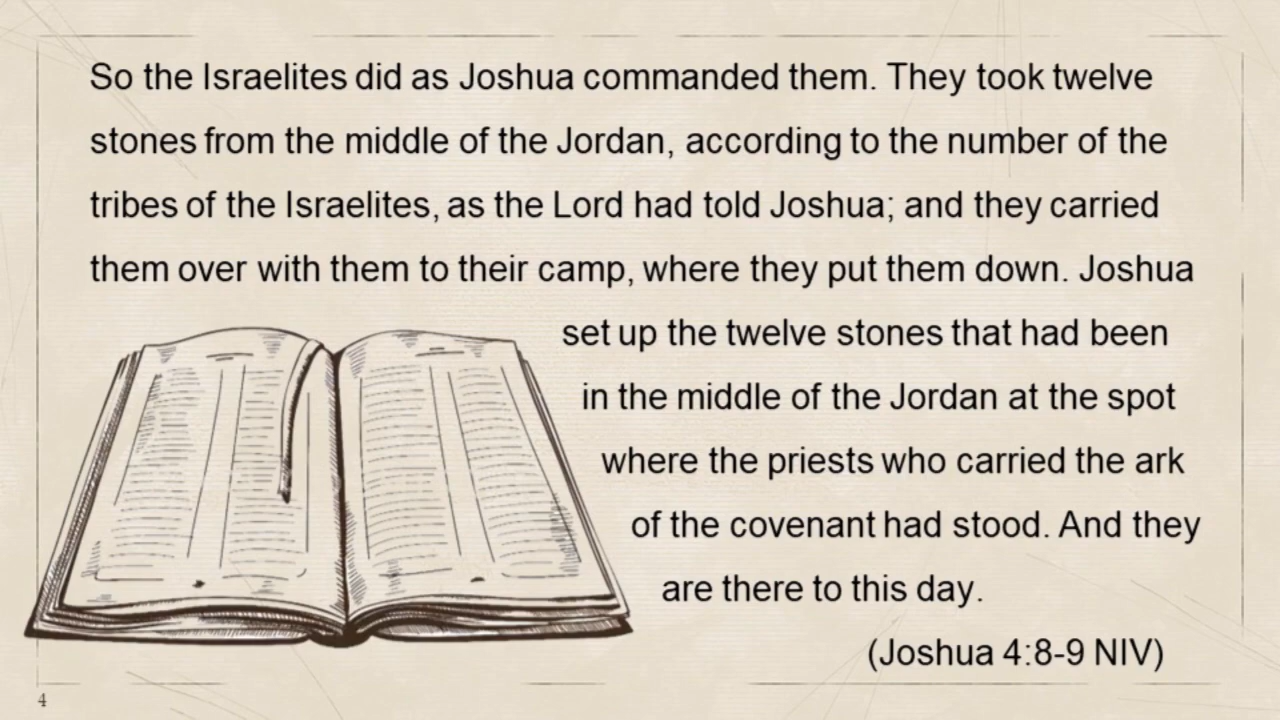 So the Israelites did as Joshua commanded them. They took twelve
stones from the middle of the Jordan, according to the number of the
tribes of the Israelites, as the Lord had told Joshua; and they carried
them over with them to their camp, where they put them down. Joshua
set up the twelve stones that had been
in the middle of the Jordan at the spot
where the priests who carried the ark
of the covenant had stood. And they
are there to this day.
(Joshua 4:8-9 NIV)
4